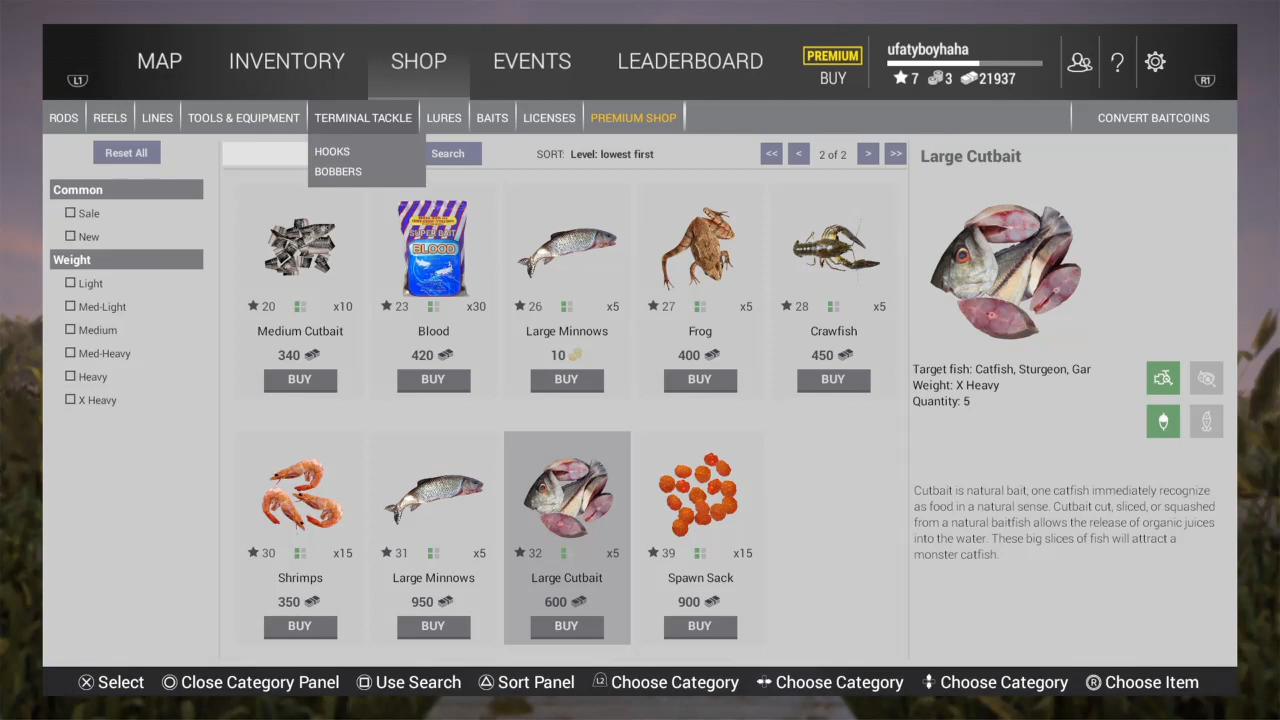 MAP INVENTORY SHOP EVENTS LEADERBOARD PREMIUM BUY ufatyboyhaha
L1 7 3 21937 ? R1
RODS REELS LINES TOOLS & EQUIPMENT TERMINAL TACKLE LURES BAITS LICENSES PREMIUM SHOP CONVERT BAITCOINS
HOOKS
BOBBERS
Reset All Search SORT: Level: lowest first << < 2 of 2 > >>
Common
Sale
New
Weight
Light
Med-Light
Medium
Med-Heavy
Heavy
X Heavy
SUPER BAIT
BLOOD
20 x10 23 x30 26 x5 27 x5 28 x5
Medium Cutbait Blood Large Minnows Frog Crawfish
340 420 10 400 450
BUY BUY BUY BUY BUY
30 x15 31 x5 32 x5 39 x15
Shrimps Large Minnows Large Cutbait Spawn Sack
350 950 600 900
BUY BUY BUY BUY
Large Cutbait
Target fish: Catfish, Sturgeon, Gar
Weight: X Heavy
Quantity: 5
Cutbait is natural bait, one catfish immediately recognize
as food in a natural sense. Cutbait cut, sliced, or squashed
from a natural baitfish allows the release of organic juices
into the water. These big slices of fish will attract a
monster catfish.
Select Close Category Panel Use Search Sort Panel L2 Choose Category Choose Category Choose Category R Choose Item